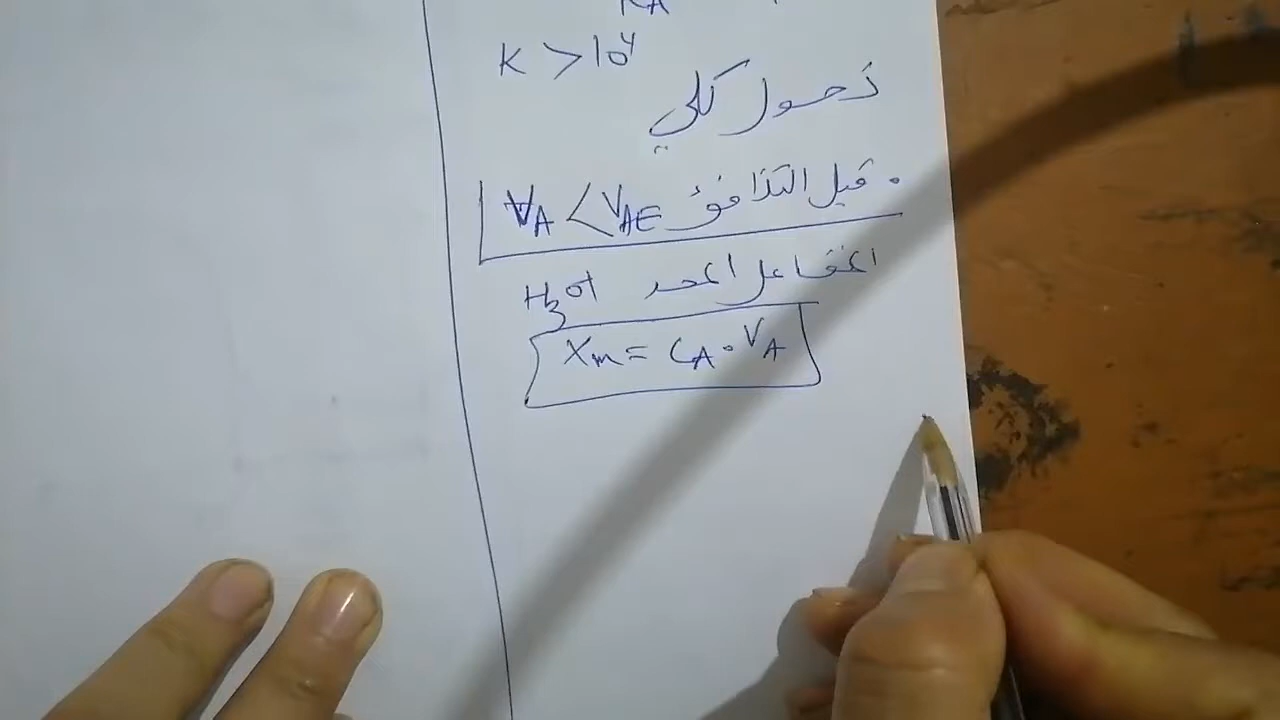 K > 10⁴
تحول كلي
• قبل التكافؤ VA < VAE
المتفاعل المحد H3O+
Xm = CA • VA